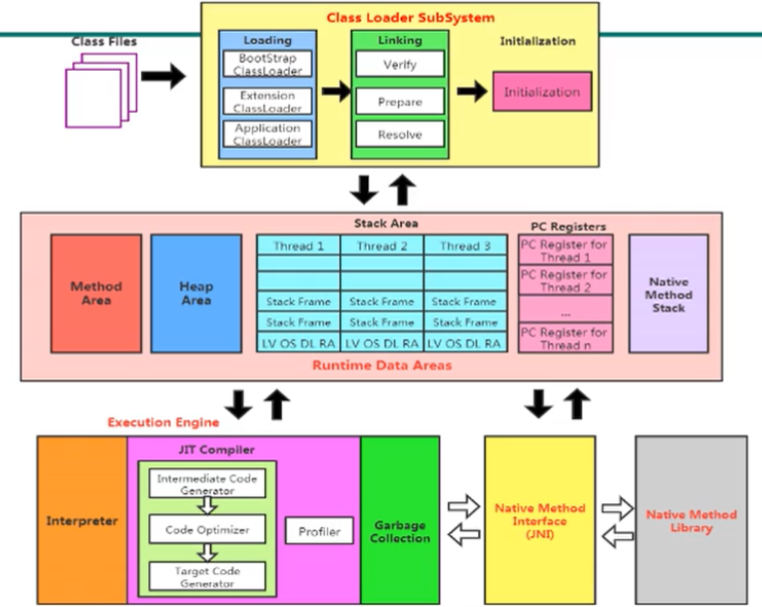 Class Loader SubSystem
Class Files
Loading
BootStrap
ClassLoader
Extension
ClassLoader
Application
ClassLoader
Linking
Verify
Prepare
Resolve
Initialization
Initialization
Stack Area
PC Registers
Method
Area
Heap
Area
Thread 1
Thread 2
Thread 3
Stack Frame
Stack Frame
Stack Frame
Stack Frame
Stack Frame
Stack Frame
LV OS DL RA
LV OS DL RA
LV OS DL RA
PC Register for
Thread 1
PC Register for
Thread 2
...
PC Register for
Thread n
Native
Method
Stack
Runtime Data Areas
Execution Engine
Interpreter
JIT Compiler
Intermediate Code
Generator
Code Optimizer
Target Code
Generator
Profiler
Garbage
Collection
Native Method
Interface
(JNI)
Native Method
Library